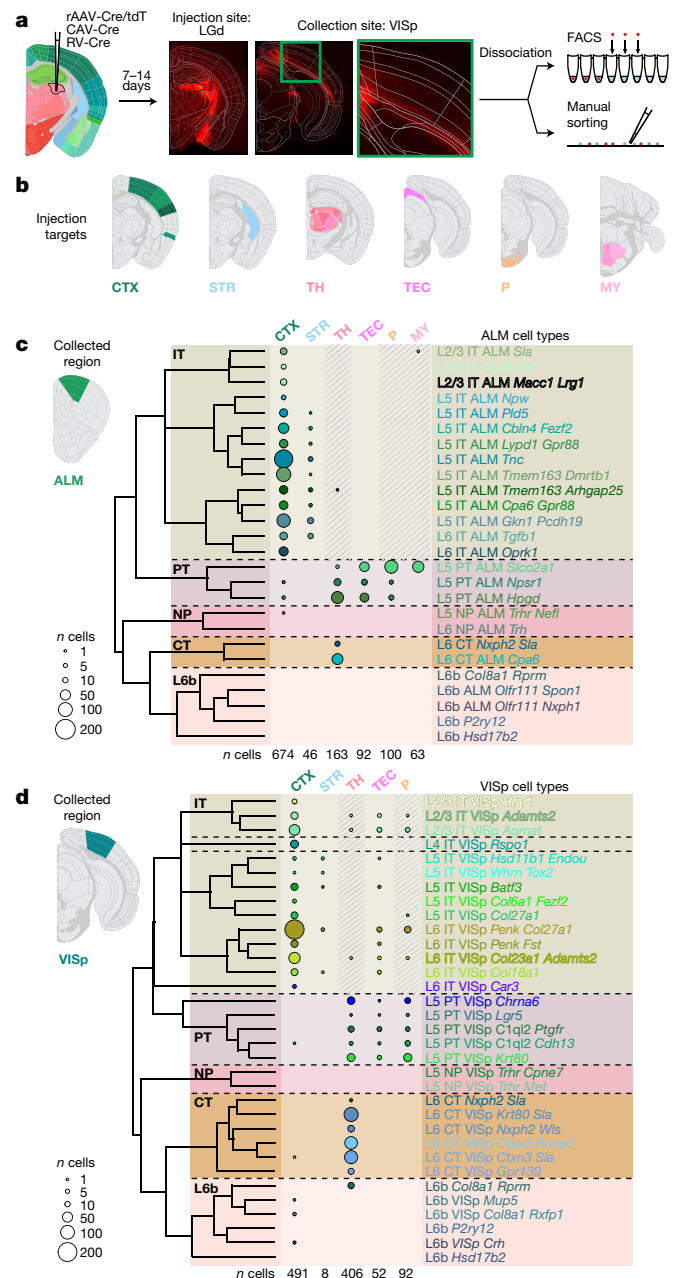 a
rAAV-Cre/tdT
CAV-Cre
RV-Cre
7–14
days
Injection site:
LGd
Collection site: VISp
Dissociation
FACS
Manual
sorting
b
Injection
targets
CTX
STR
TH
TEC
P
MY
c
Collected
region
ALM
CTX
STR
TH
TEC
P
MY
ALM cell types
IT
L2/3 IT ALM Sla
L2/3 IT ALM Macc1 Lrg1
L5 IT ALM Npw
L5 IT ALM Pld5
L5 IT ALM Cbln4 Fezf2
L5 IT ALM Lypd1 Gpr88
L5 IT ALM Tnc
L5 IT ALM Tmem163 Dmrtb1
L5 IT ALM Tmem163 Arhgap25
L5 IT ALM Cpa6 Gpr88
L5 IT ALM Gkn1 Pcdh19
L6 IT ALM Tgfb1
L6 IT ALM Oprk1
PT
L5 PT ALM Slco2a1
L5 PT ALM Npsr1
L5 PT ALM Hpgd
NP
L5 NP ALM Trhr Nefl
L6 NP ALM Trh
CT
L6 CT Nxph2 Sla
L6 CT ALM Cpa6
L6b
L6b Col8a1 Rprm
L6b ALM Olfr111 Spon1
L6b ALM Olfr111 Nxph1
L6b P2ry12
L6b Hsd17b2
n cells
1
5
10
50
100
200
n cells 674 46 163 92 100 63
d
Collected
region
VISp
CTX
STR
TH
TEC
P
VISp cell types
IT
L2/3 IT VISp Rrad
L2/3 IT VISp Adamts2
L2/3 IT VISp Agmat
L4 IT VISp Rspo1
L5 IT VISp Hsd11b1 Endou
L5 IT VISp Whrn Tox2
L5 IT VISp Batf3
L5 IT VISp Col6a1 Fezf2
L5 IT VISp Col27a1
L6 IT VISp Penk Col27a1
L6 IT VISp Penk Fst
L6 IT VISp Col23a1 Adamts2
L6 IT VISp Col18a1
L6 IT VISp Car3
PT
L5 PT VISp Chrna6
L5 PT VISp Lgr5
L5 PT VISp C1ql2 Ptgfr
L5 PT VISp C1ql2 Cdh13
L5 PT VISp Krt80
NP
L5 NP VISp Trhr Cpne7
L5 NP VISp Trhr Met
CT
L6 CT Nxph2 Sla
L6 CT VISp Krt80 Sla
L6 CT VISp Nxph2 Wls
L6 CT VISp Ctxn3 Brinp3
L6 CT VISp Ctxn3 Sla
L6 CT VISp Gpr139
L6b
L6b Col8a1 Rprm
L6b VISp Mup5
L6b VISp Col8a1 Rxfp1
L6b P2ry12
L6b VISp Crh
L6b Hsd17b2
n cells
1
5
10
50
100
200
n cells 491 8 406 52 92